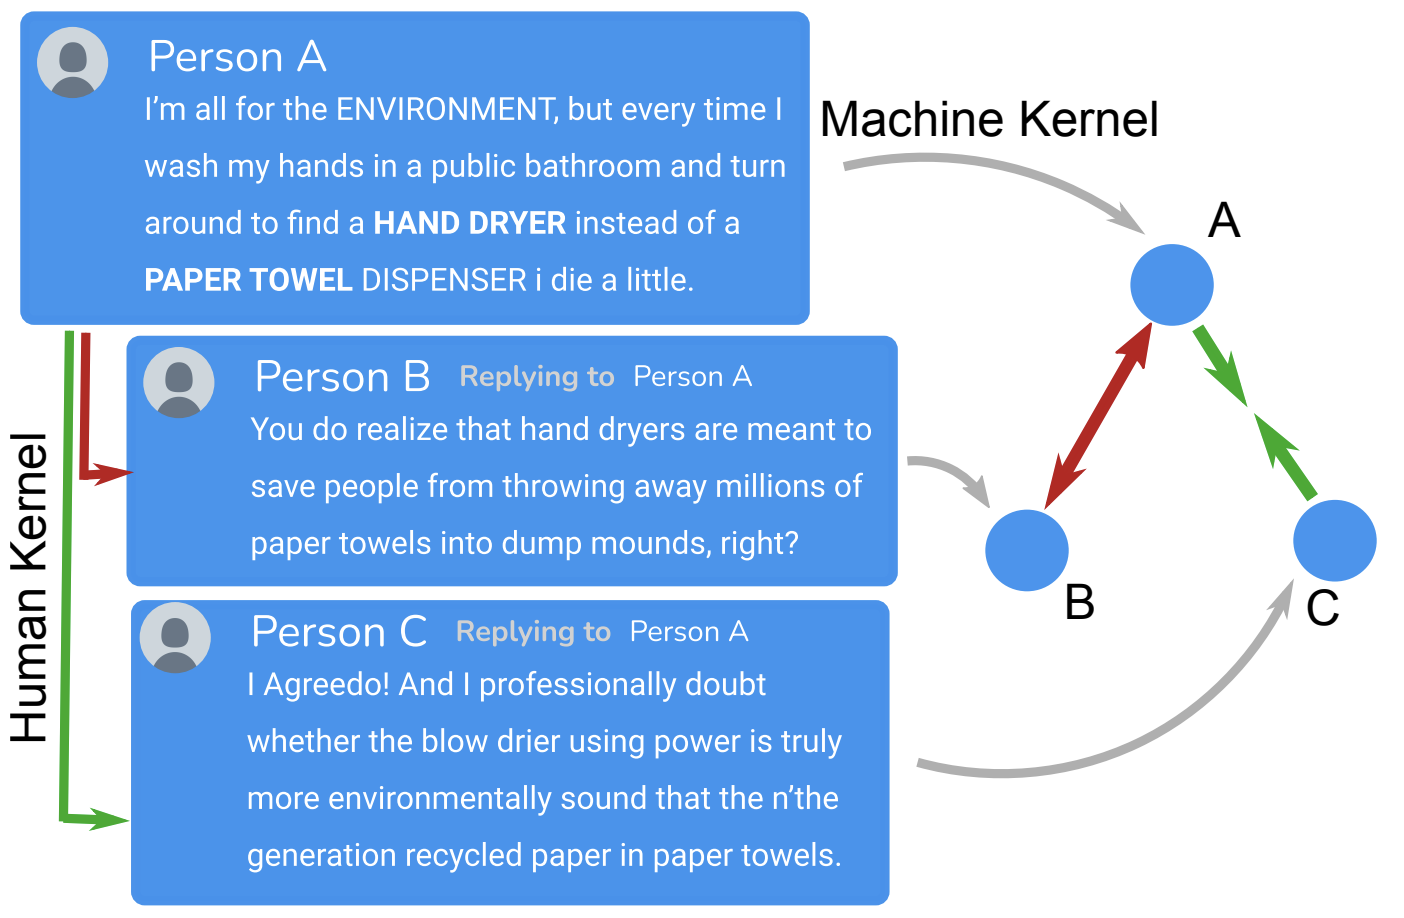 Person A
I’m all for the ENVIRONMENT, but every time I
wash my hands in a public bathroom and turn
around to find a HAND DRYER instead of a
PAPER TOWEL DISPENSER i die a little.
Person B Replying to Person A
You do realize that hand dryers are meant to
save people from throwing away millions of
paper towels into dump mounds, right?
Person C Replying to Person A
I Agreedo! And I professionally doubt
whether the blow drier using power is truly
more environmentally sound that the n’the
generation recycled paper in paper towels.
Human Kernel
Machine Kernel
A
B
C